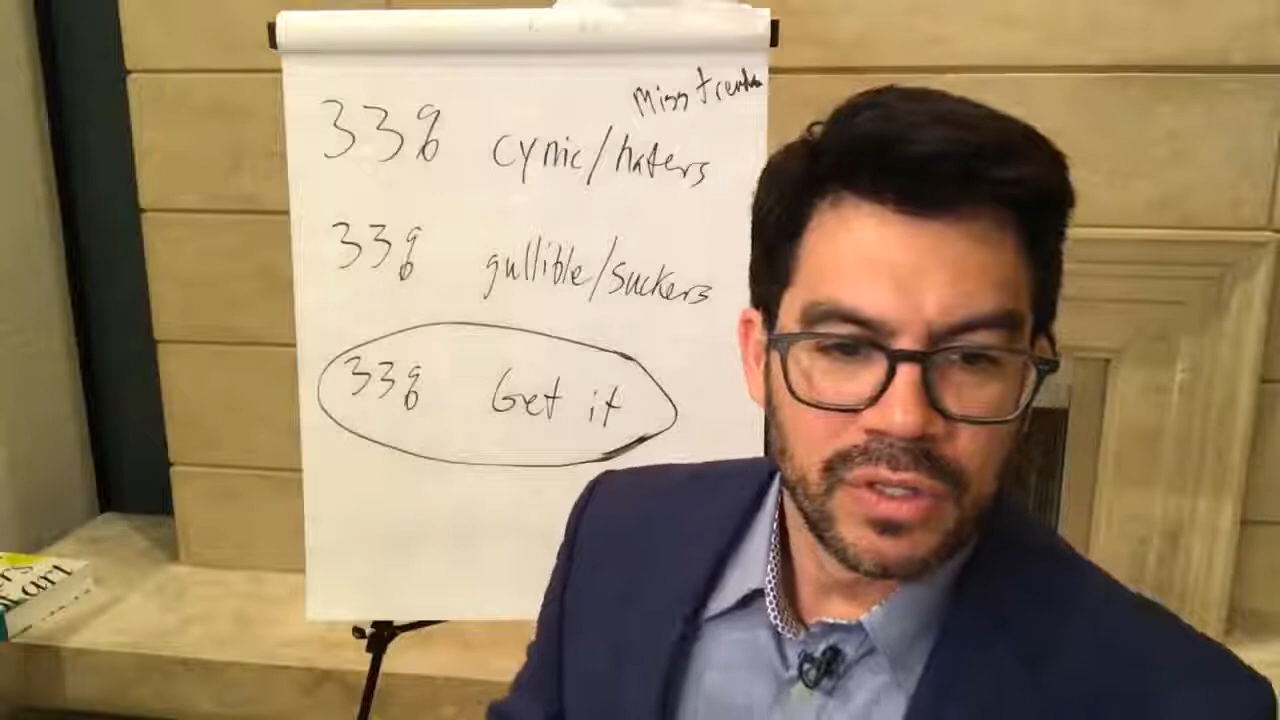 Miss trends
33% cynic/haters
33% gullible/suckers
33% Get it